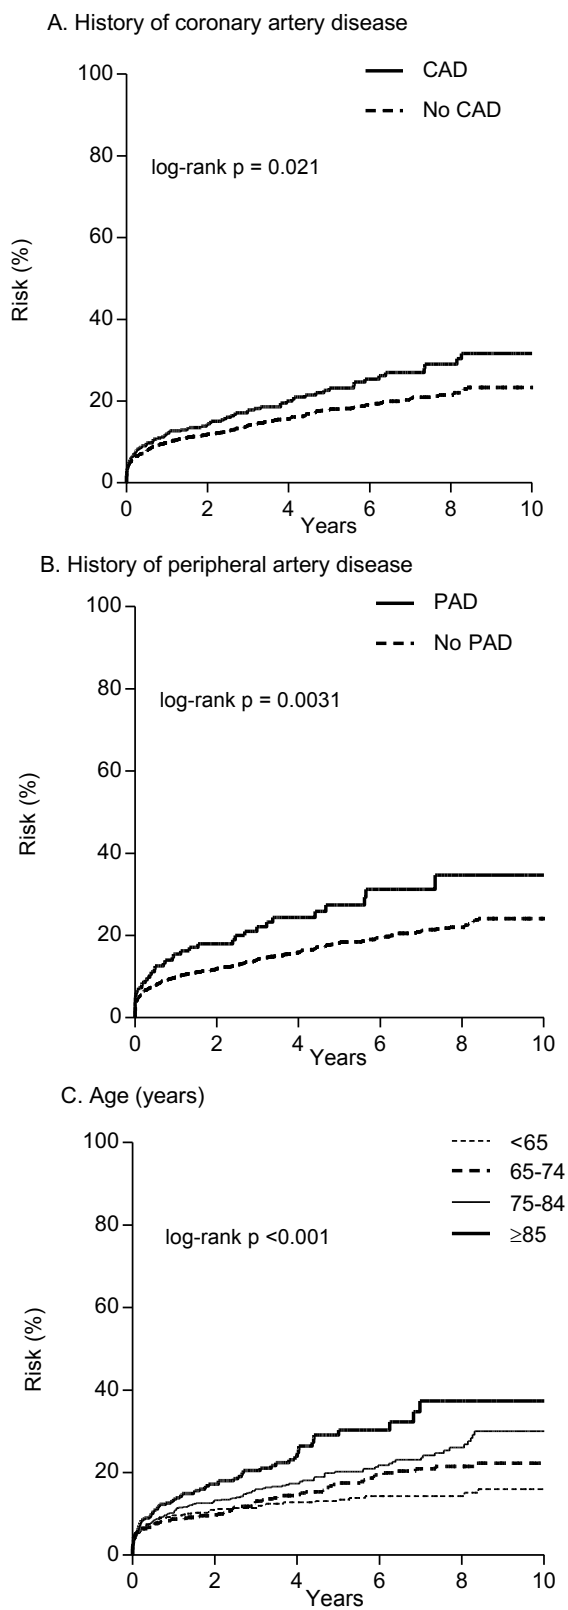 A. History of coronary artery disease
100
CAD
No CAD
80
log-rank p = 0.021
60
Risk (%)
40
20
0
0 2 4 6 8 10
Years
B. History of peripheral artery disease
100
PAD
No PAD
80
log-rank p = 0.0031
60
Risk (%)
40
20
0
0 2 4 6 8 10
Years
C. Age (years)
100
<65
65-74
75-84
≥85
80
log-rank p <0.001
60
Risk (%)
40
20
0
0 2 4 6 8 10
Years